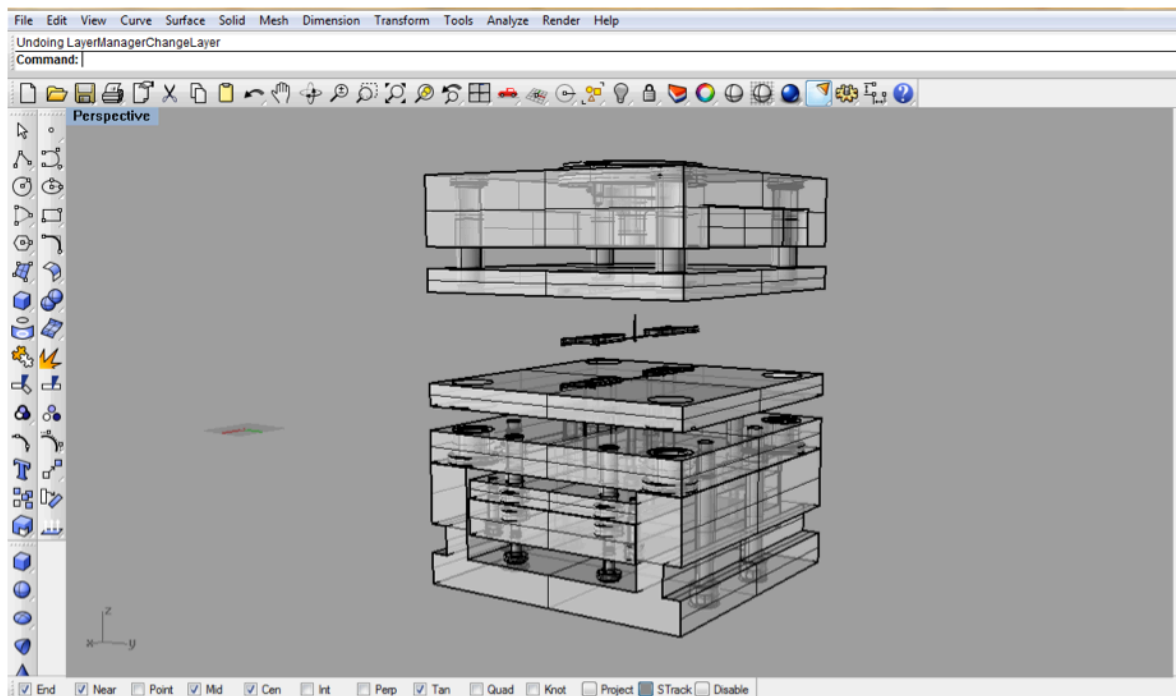 File Edit View Curve Surface Solid Mesh Dimension Transform Tools Analyze Render Help
Undoing LayerManagerChangeLayer
Command:
Perspective
z
x y
End Near Point Mid Cen Int Perp Tan Quad Knot Project STrack Disable